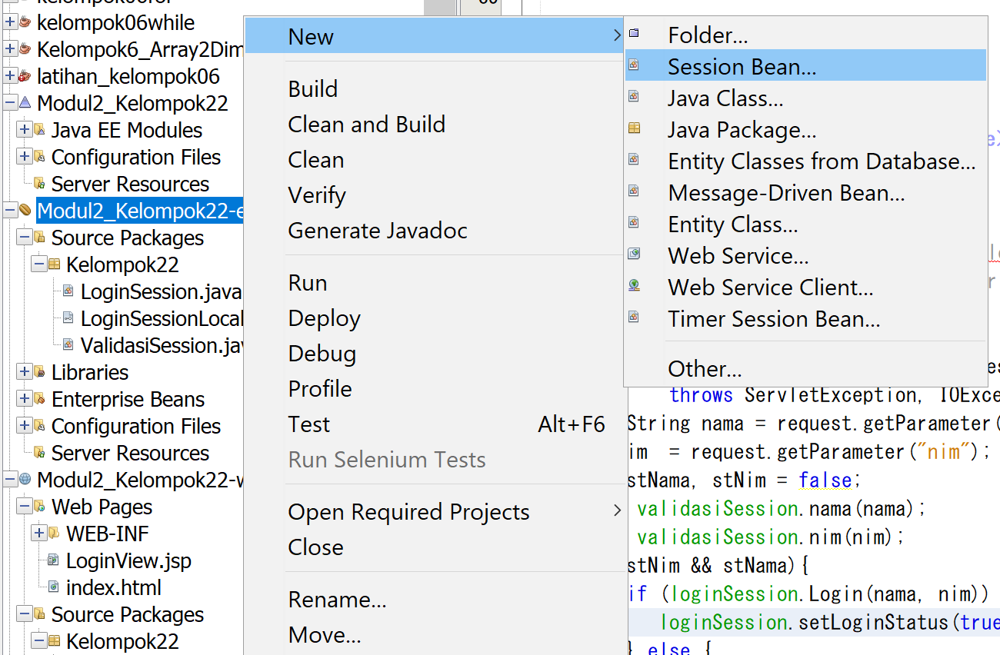 kelompok06while
Kelompok6_Array2Dim
latihan_kelompok06
Modul2_Kelompok22
Java EE Modules
Configuration Files
Server Resources
Modul2_Kelompok22-e
Source Packages
Kelompok22
LoginSession.java
LoginSessionLocal
ValidasiSession.jav
Libraries
Enterprise Beans
Configuration Files
Server Resources
Modul2_Kelompok22-w
Web Pages
WEB-INF
LoginView.jsp
index.html
Source Packages
Kelompok22
New
Build
Clean and Build
Clean
Verify
Generate Javadoc
Run
Deploy
Debug
Profile
Test Alt+F6
Run Selenium Tests
Open Required Projects
Close
Rename...
Move...
Folder...
Session Bean...
Java Class...
Java Package...
Entity Classes from Database...
Message-Driven Bean...
Entity Class...
Web Service...
Web Service Client...
Timer Session Bean...
Other...
throws ServletException, IOExce
String nama = request.getParameter(
im = request.getParameter("nim");
stNama, stNim = false;
validasiSession.nama(nama);
validasiSession.nim(nim);
stNim && stNama){
if (loginSession.Login(nama, nim))
loginSession.setLoginStatus(true
} else {